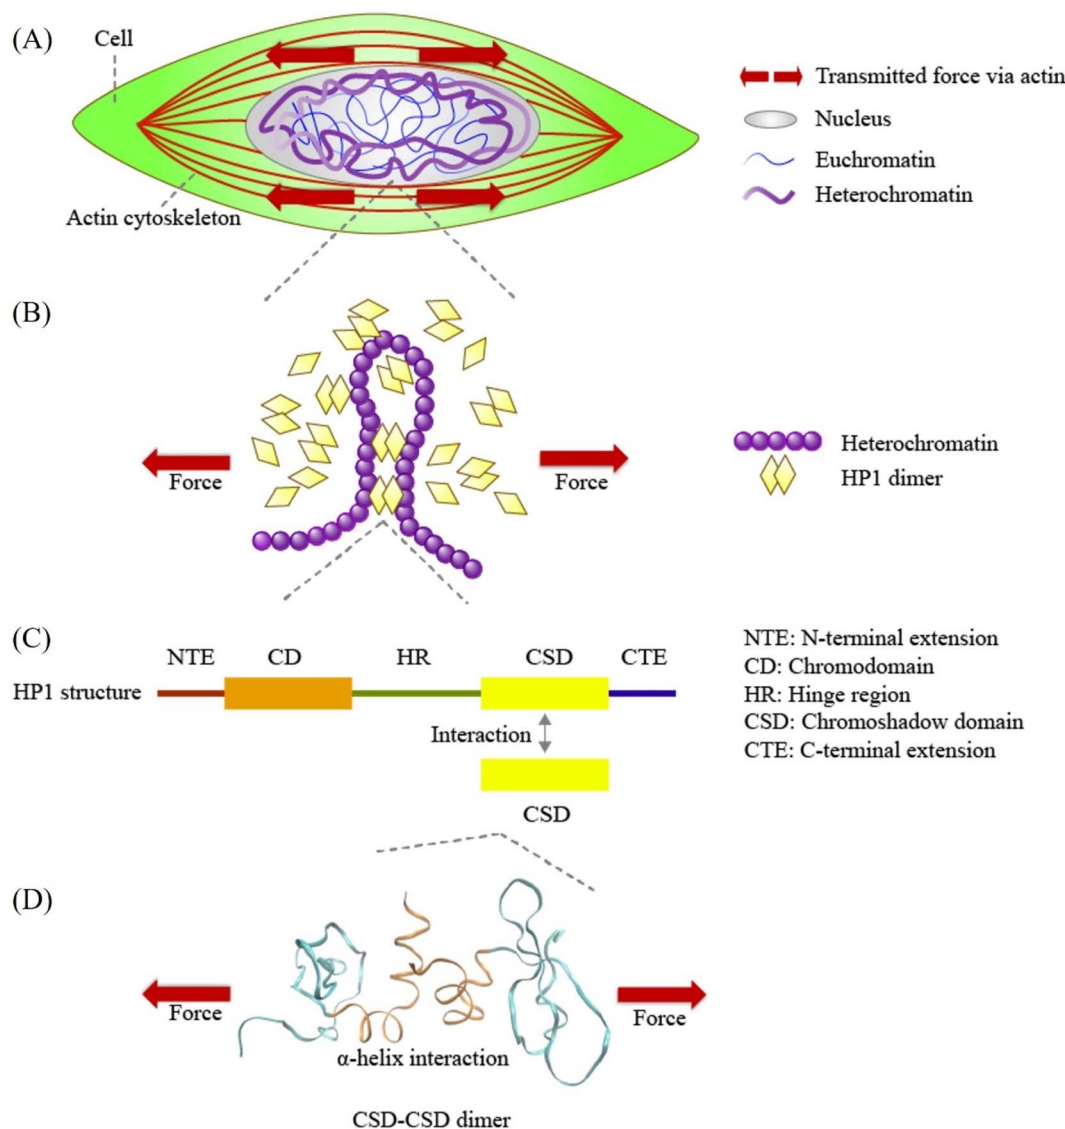 (A)
Cell
Actin cytoskeleton
Transmitted force via actin
Nucleus
Euchromatin
Heterochromatin
(B)
Force
Force
Heterochromatin
HP1 dimer
(C)
NTE CD HR CSD CTE
HP1 structure
Interaction
CSD
NTE: N-terminal extension
CD: Chromodomain
HR: Hinge region
CSD: Chromoshadow domain
CTE: C-terminal extension
(D)
Force
Force
α-helix interaction
CSD-CSD dimer